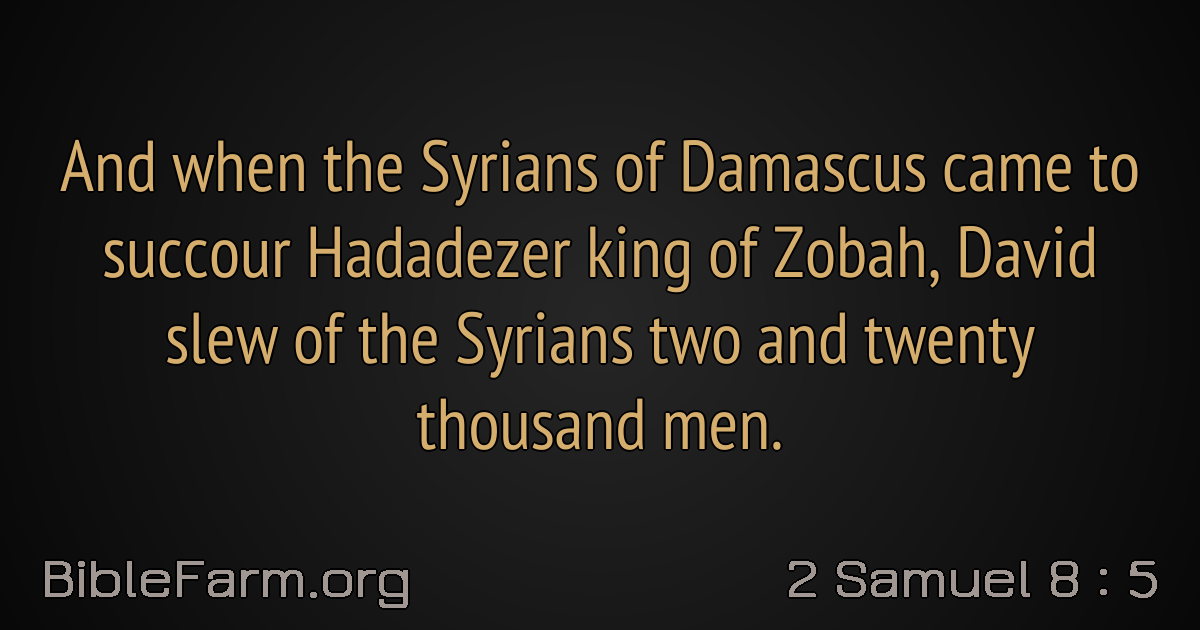 And when the Syrians of Damascus came to
succour Hadadezer king of Zobah, David
slew of the Syrians two and twenty
thousand men.
BibleFarm.org
2 Samuel 8 : 5